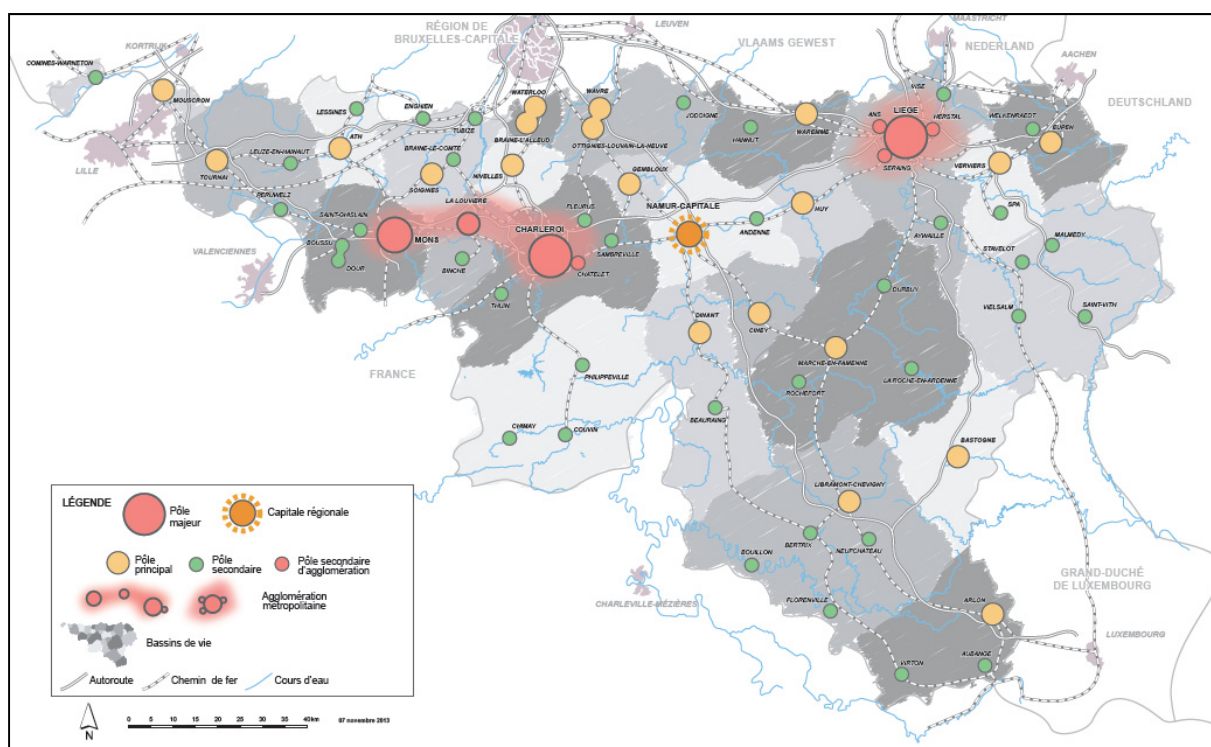 RÉGION DE
BRUXELLES-CAPITALE
LEUVEN
MAASTRICHT
KORTRIJK
VLAAMS GEWEST
NEDERLAND
AACHEN
COMINES-WARNETON
DEUTSCHLAND
MOUSCRON
WATERLOO
WAVRE
VISE
LESSINES
ENGHIEN
TUBIZE
JODOIGNE
LIEGE
ANS
HERSTAL
WELKENRAEDT
EUPEN
ATH
BRAINE-L'ALLEUD
HANNUT
WAREMME
LEUZE-EN-HAINAUT
BRAINE-LE-COMTE
OTTIGNIES-LOUVAIN-LA-NEUVE
SERAING
VERVIERS
LILLE
TOURNAI
NIVELLES
GEMBLOUX
SOIGNIES
PERUWELZ
LA LOUVIERE
FLEURUS
NAMUR-CAPITALE
HUY
SPA
SAINT-GHISLAIN
CHARLEROI
ANDENNE
AYWAILLE
STAVELOT
MALMEDY
BOUSSU
MONS
SAMBREVILLE
VALENCIENNES
DOUR
BINCHE
CHATELET
THUIN
DURBUY
VIELSALM
SAINT-VITH
DINANT
CINEY
MARCHE-EN-FAMENNE
FRANCE
PHILIPPEVILLE
ROCHEFORT
LA ROCHE-EN-ARDENNE
BEAURAING
CHIMAY
COUVIN
BASTOGNE
LIBRAMONT-CHEVIGNY
BERTRIX
NEUFCHATEAU
BOUILLON
GRAND-DUCHÉ
DE LUXEMBOURG
CHARLEVILLE-MÉZIÈRES
FLORENVILLE
ARLON
LUXEMBOURG
VIRTON
AUBANGE
LÉGENDE
Pôle
majeur
Capitale régionale
Pôle
principal
Pôle
secondaire
Pôle secondaire
d'agglomération
Agglomération
métropolitaine
Bassins de vie
Autoroute
Chemin de fer
Cours d'eau
N
0 5 10 20 30 40km
07 novembre 2013